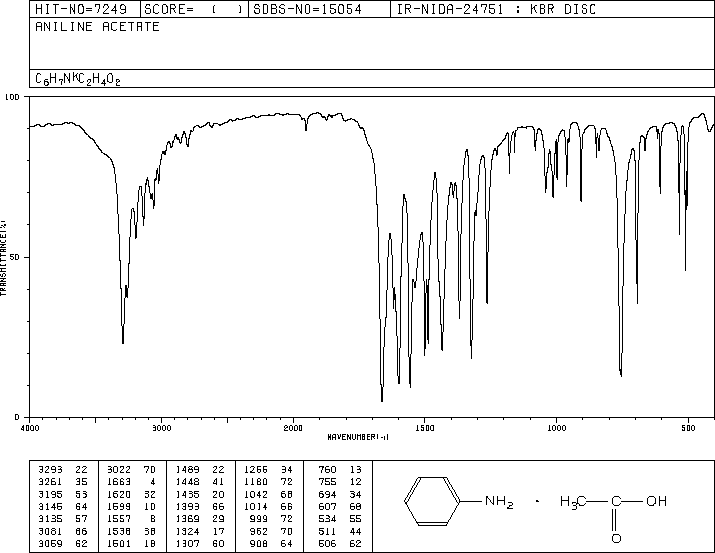 HIT-NO=7249 SCORE= ( ) SDBS-NO=15054 IR-NIDA-24751 : KBR DISC
ANILINE ACETATE
C6H7N*C2H4O2
100
50
0
TRANSMITTANCE(%)
4000 3000 2000 1500 1000 500
WAVENUMBER(-1)
3293 22 3022 70 1489 22 1266 34 760 13
3261 35 1663 4 1448 41 1180 72 755 12
3195 53 1620 32 1435 20 1042 68 694 34
3145 64 1599 10 1393 66 1014 66 607 68
3135 57 1557 8 1369 29 999 72 534 55
3081 66 1538 38 1324 17 962 70 511 44
3059 62 1501 18 1307 60 908 64 506 62
NH2 · H3C C OH
O